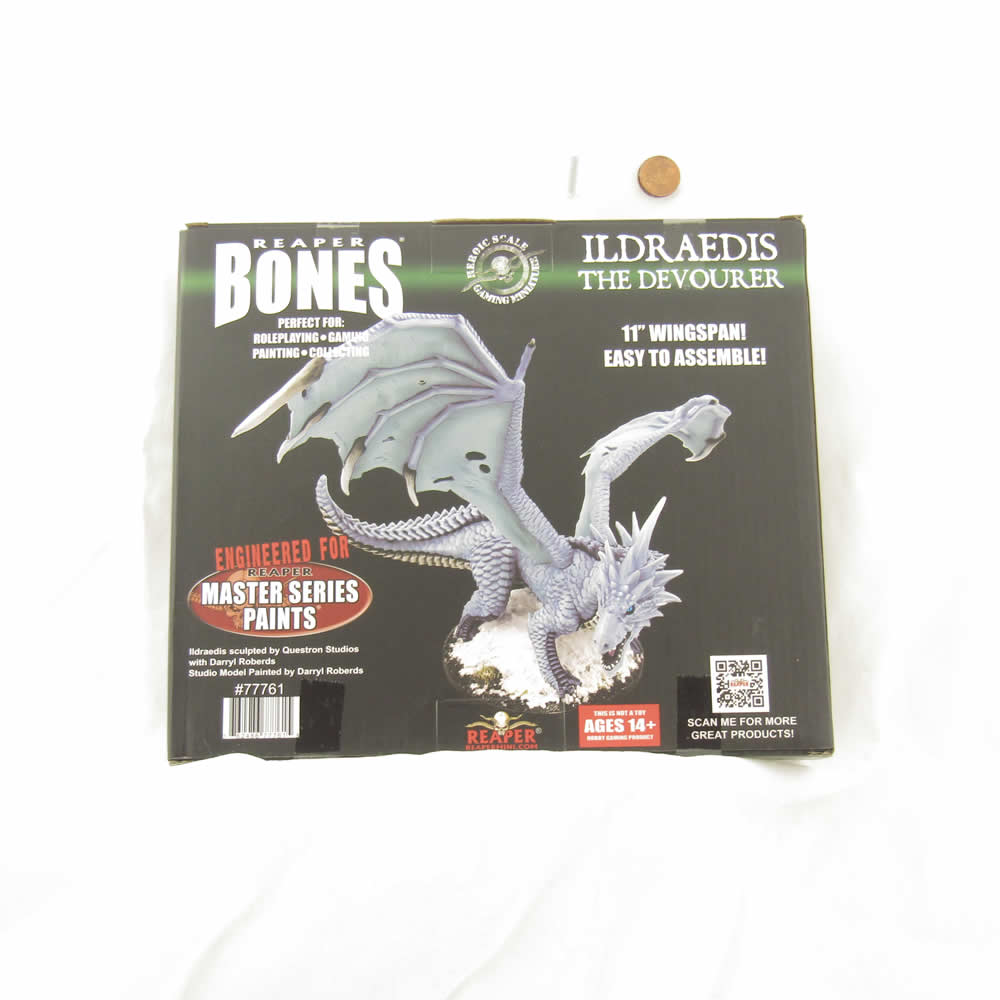 REAPER
BONES®
PERFECT FOR:
ROLEPLAYING • GAMING
PAINTING • COLLECTING
HEROIC SCALE
GAMING MINIATURES
ILDRAEDIS
THE DEVOURER
11" WINGSPAN!
EASY TO ASSEMBLE!
ENGINEERED FOR
REAPER
MASTER SERIES
PAINTS®
Ildraedis sculpted by Questron Studios
with Darryl Roberds
Studio Model Painted by Darryl Roberds
#77761
REAPER®
REAPERMINI.COM
THIS IS NOT A TOY
AGES 14+
HOBBY GAMING PRODUCT
REAPER
SCAN ME FOR MORE
GREAT PRODUCTS!